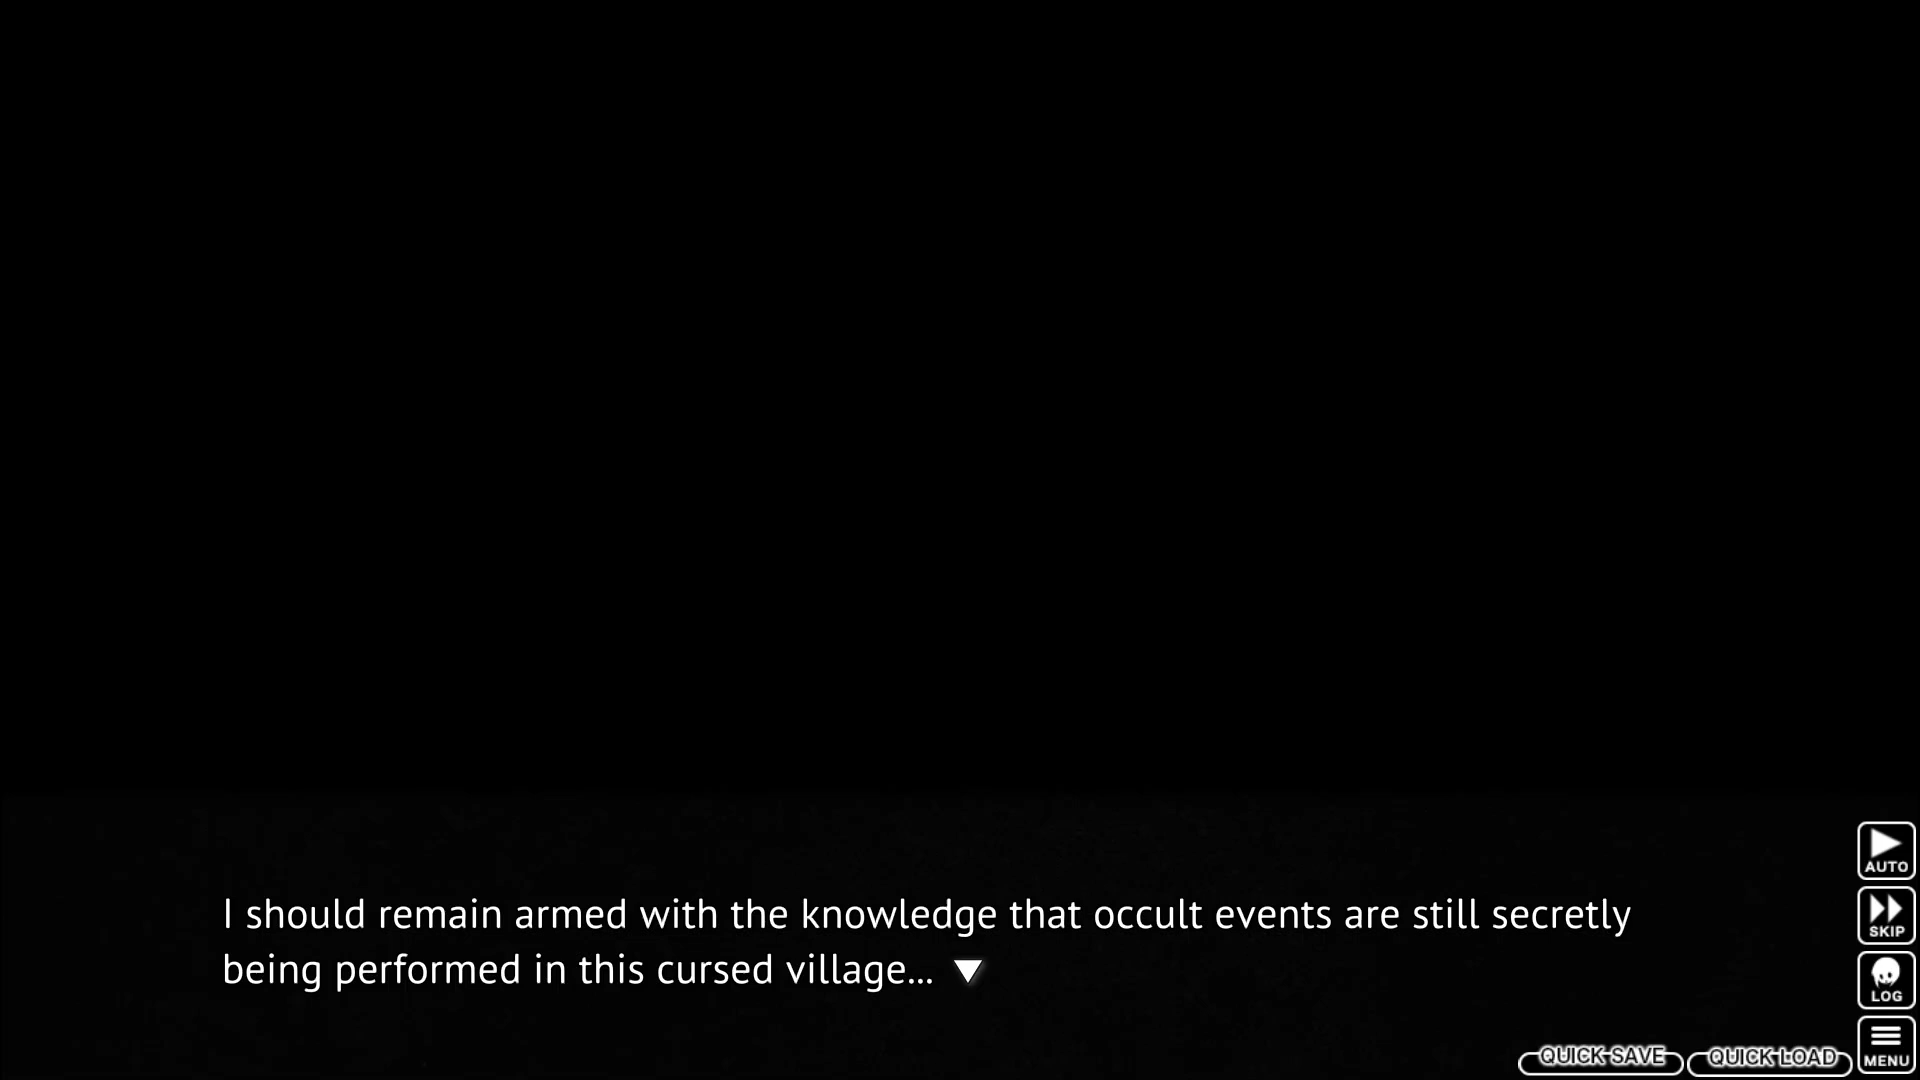 I should remain armed with the knowledge that occult events are still secretly
being performed in this cursed village...
AUTO
SKIP
LOG
MENU
QUICK SAVE
QUICK LOAD